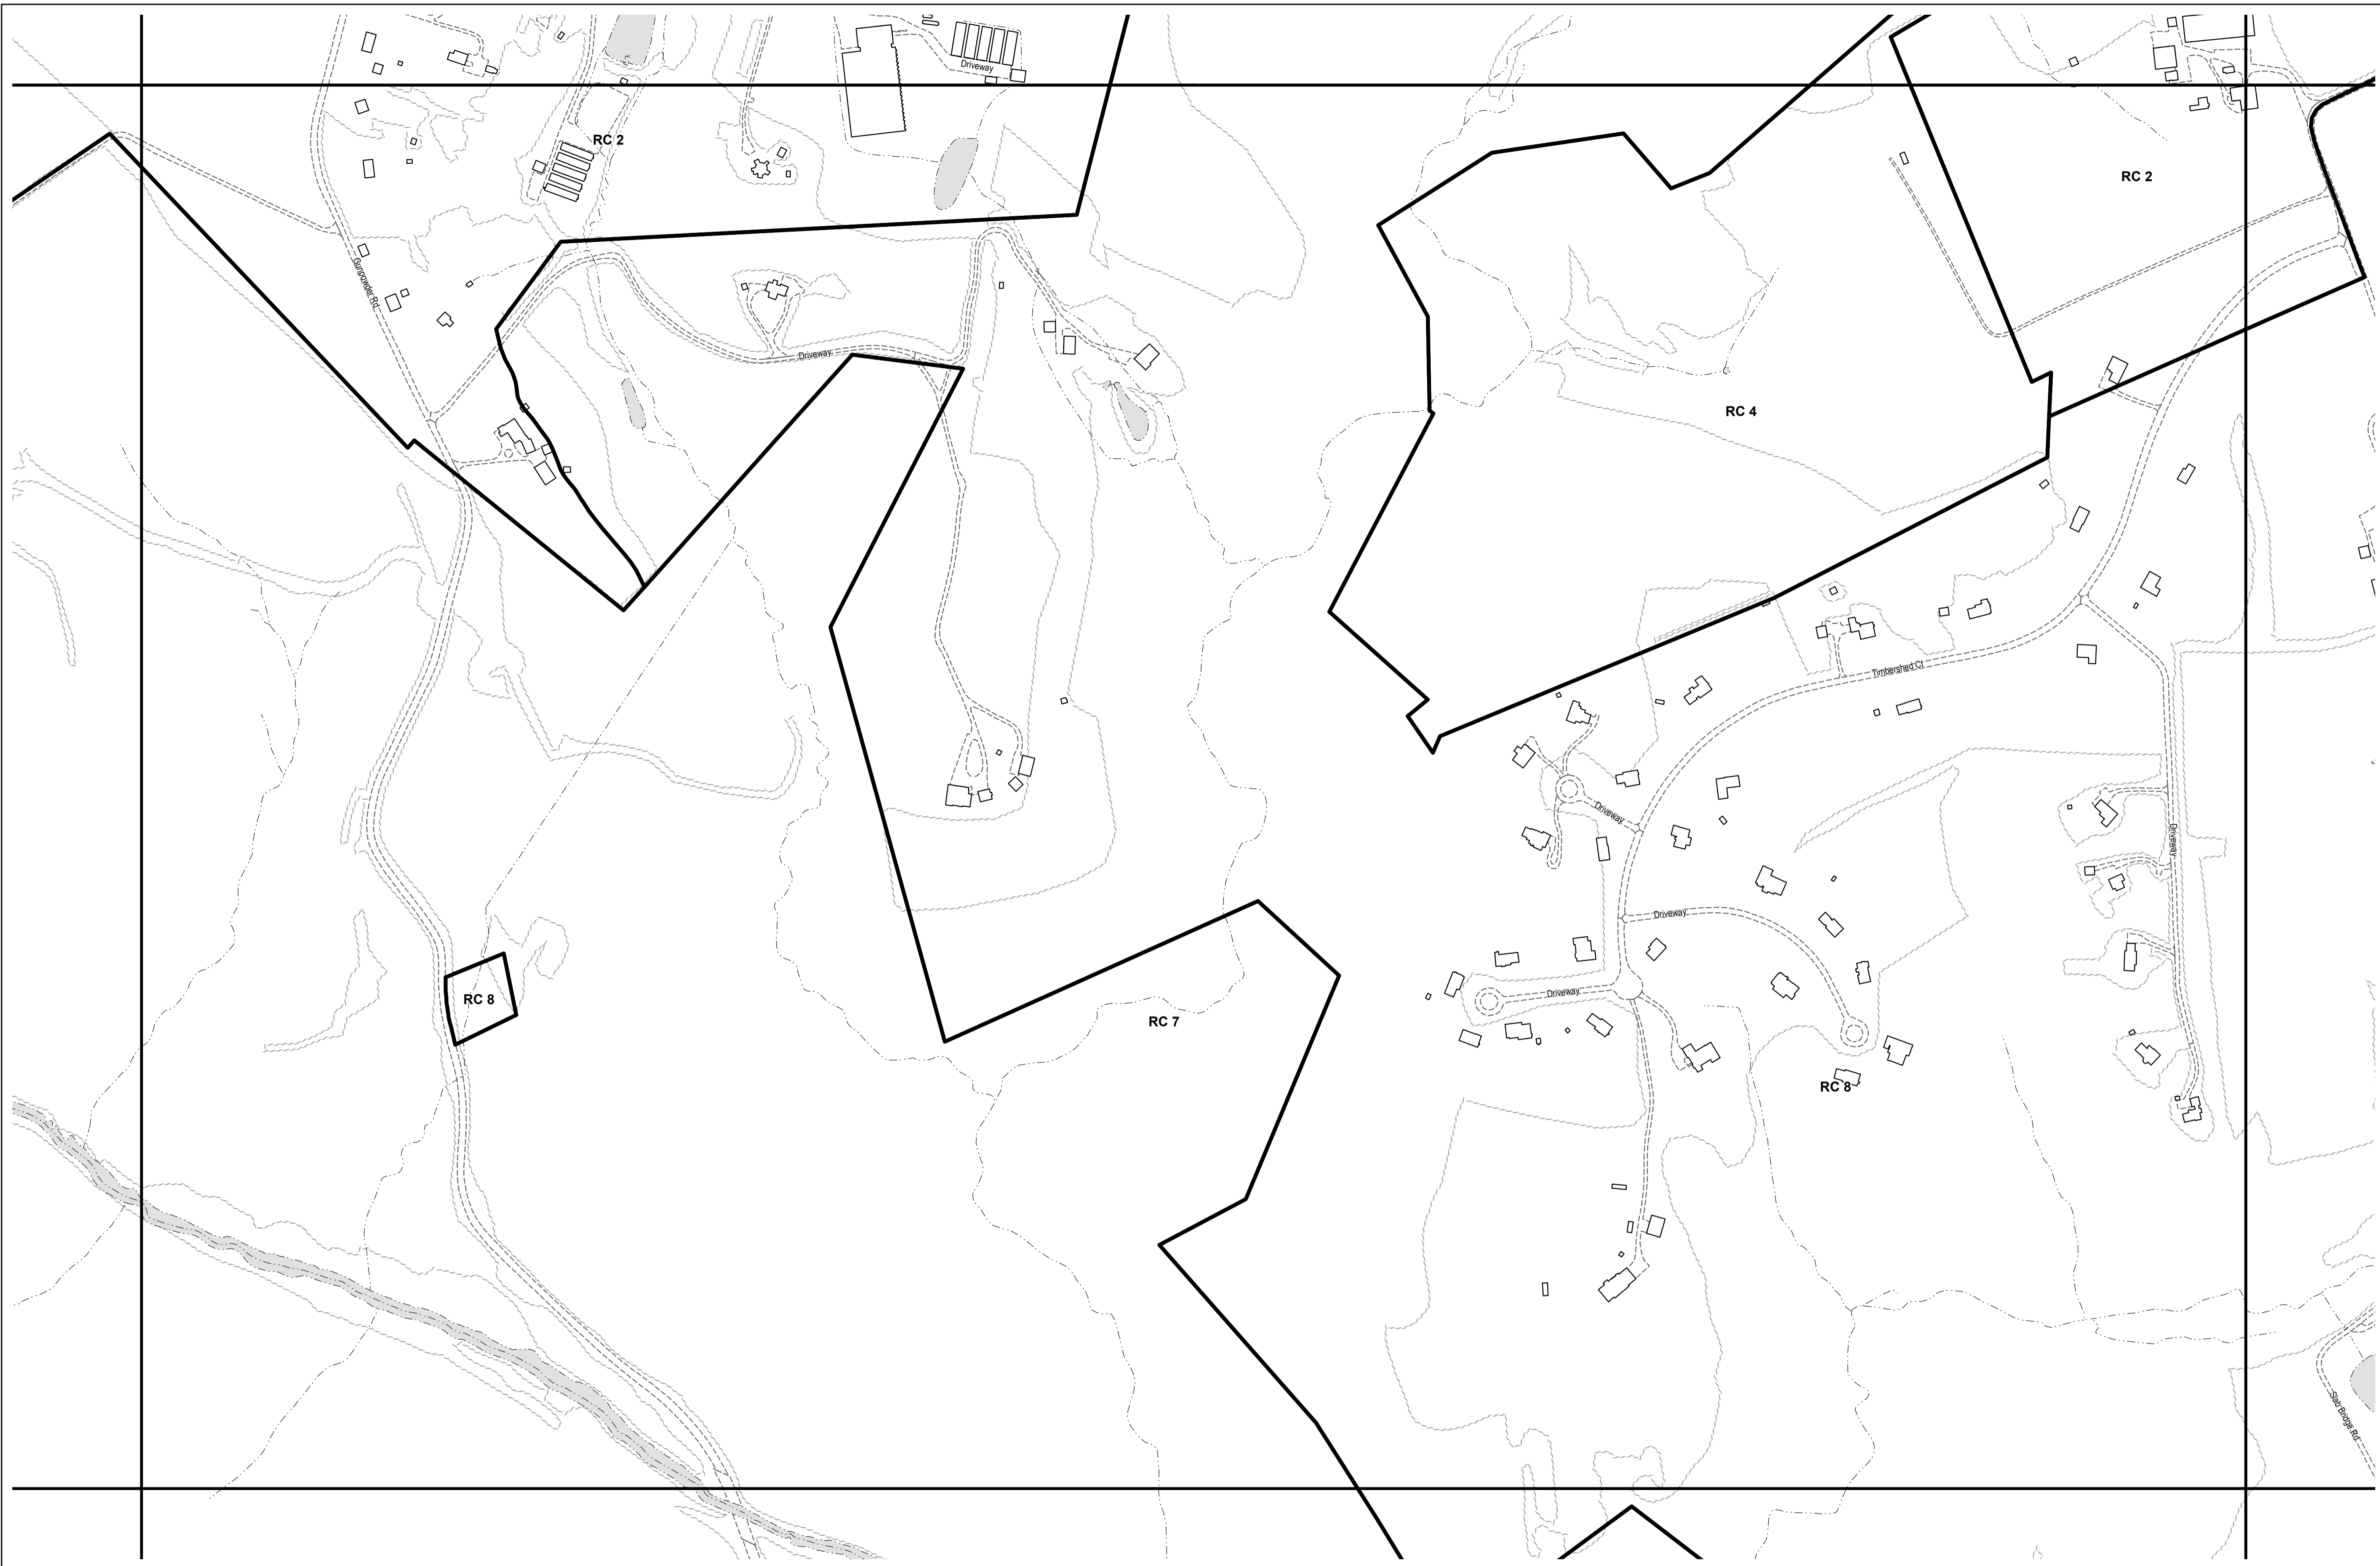 Driveway
RC 2
RC 2
Gunpowder Rd
Driveway
RC 4
Timbershed Ct
Driveway
Driveway
Driveway
RC 8
Driveway
RC 7
RC 8
Slab Bridge Rd